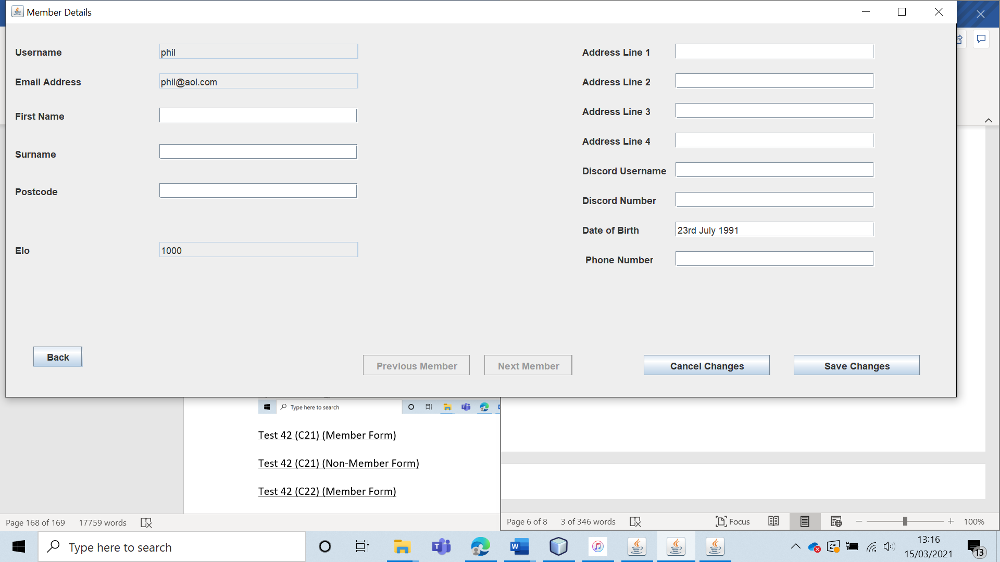 Member Details
Username
phil
Email Address
phil@aol.com
First Name
Surname
Postcode
Elo
1000
Address Line 1
Address Line 2
Address Line 3
Address Line 4
Discord Username
Discord Number
Date of Birth
23rd July 1991
Phone Number
Back
Previous Member
Next Member
Cancel Changes
Save Changes
Type here to search
Test 42 (C21) (Member Form)
Test 42 (C21) (Non-Member Form)
Test 42 (C22) (Member Form)
Page 168 of 169
17759 words
Page 6 of 8
3 of 346 words
Focus
100%
Type here to search
13:16
15/03/2021
13